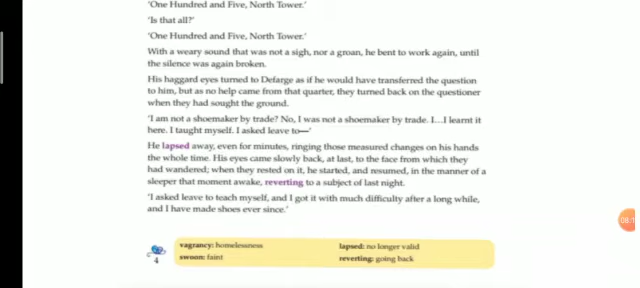 'One Hundred and Five, North Tower.'
'Is that all?'
'One Hundred and Five, North Tower.'
With a weary sound that was not a sigh, nor a groan, he bent to work again, until
the silence was again broken.
His haggard eyes turned to Defarge as if he would have transferred the question
to him, but as no help came from that quarter, they turned back on the questioner
when they had sought the ground.
'I am not a shoemaker by trade? No, I was not a shoemaker by trade. I…I learnt it
here. I taught myself. I asked leave to—'
He lapsed away, even for minutes, ringing those measured changes on his hands
the whole time. His eyes came slowly back, at last, to the face from which they
had wandered; when they rested on it, he started, and resumed, in the manner of a
sleeper that moment awake, reverting to a subject of last night.
'I asked leave to teach myself, and I got it with much difficulty after a long while,
and I have made shoes ever since.'
vagrancy: homelessness
swoon: faint
lapsed: no longer valid
reverting: going back
4